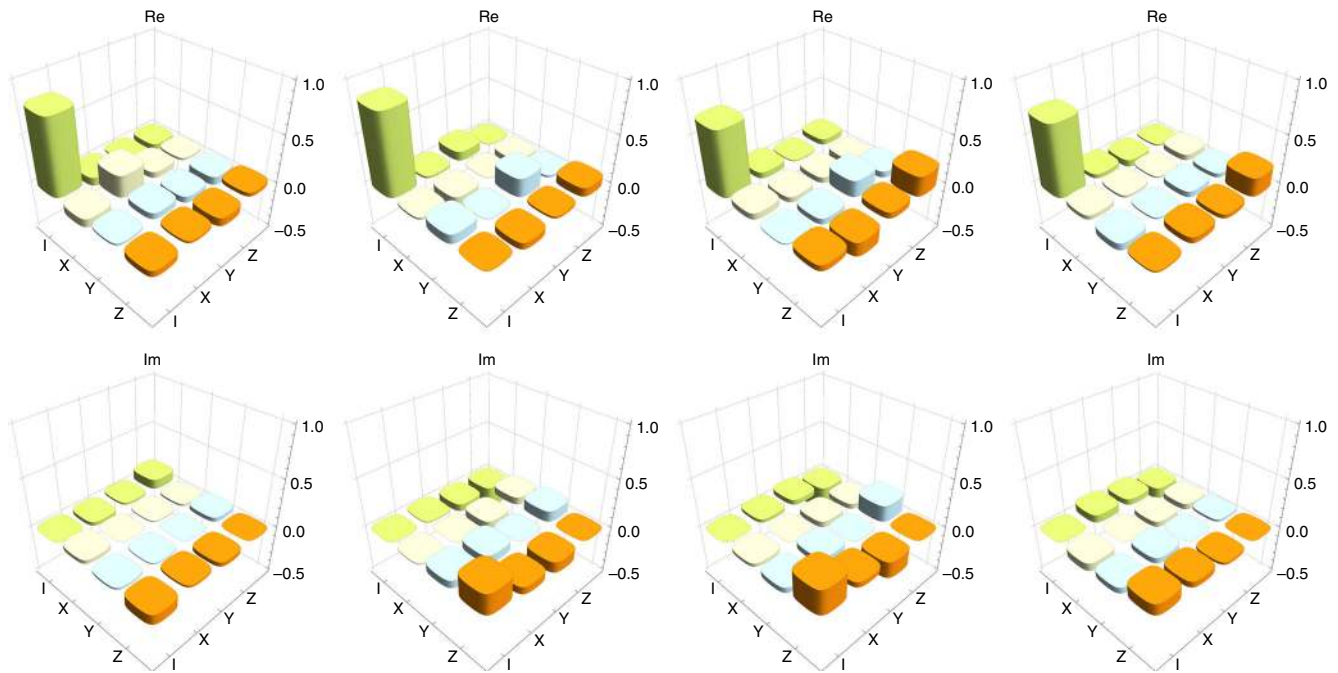 Re Re Re Re
1.0 1.0 1.0 1.0
0.5 0.5 0.5 0.5
0.0 0.0 0.0 0.0
–0.5 –0.5 –0.5 –0.5
I Z I Z I Z I Z
X Y X Y X Y X Y
Y X Y X Y X Y X
Z I Z I Z I Z I
Im Im Im Im
1.0 1.0 1.0 1.0
0.5 0.5 0.5 0.5
0.0 0.0 0.0 0.0
–0.5 –0.5 –0.5 –0.5
I Z I Z I Z I Z
X Y X Y X Y X Y
Y X Y X Y X Y X
Z I Z I Z I Z I